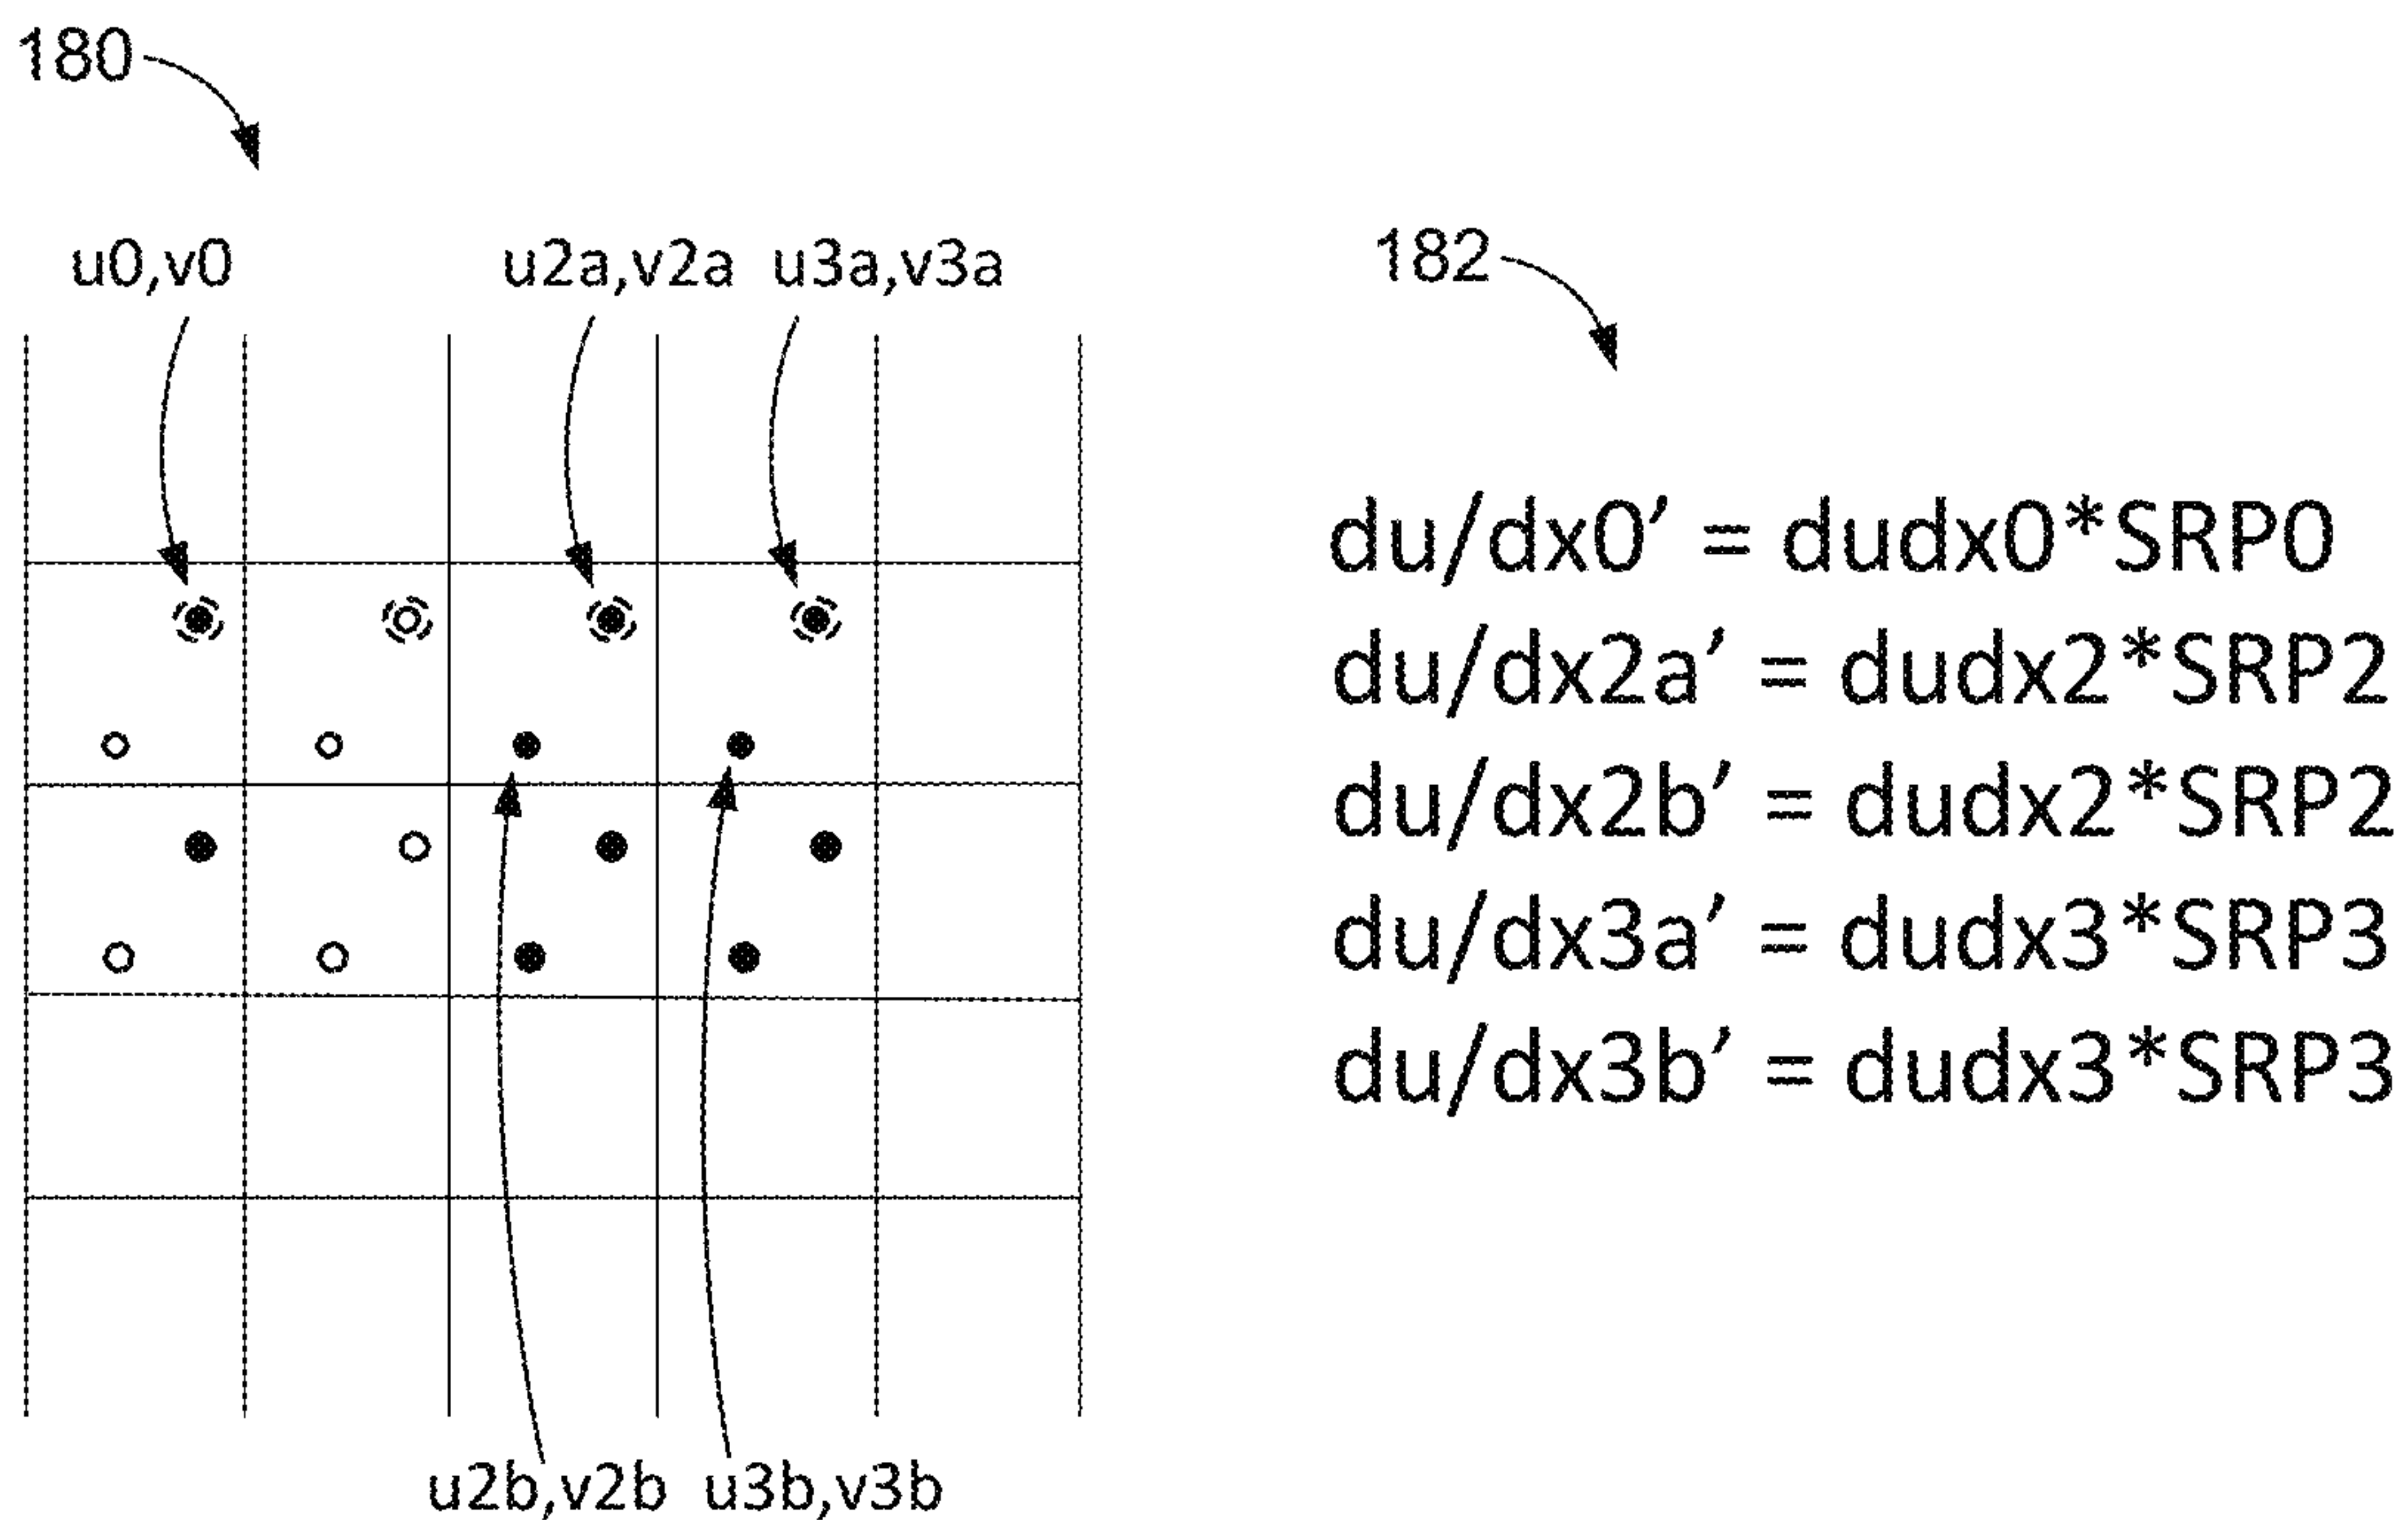 180
u0,v0 u2a,v2a u3a,v3a
182
du/dx0’ = dudx0*SRP0
du/dx2a’ = dudx2*SRP2
du/dx2b’ = dudx2*SRP2
du/dx3a’ = dudx3*SRP3
du/dx3b’ = dudx3*SRP3
u2b,v2b u3b,v3b